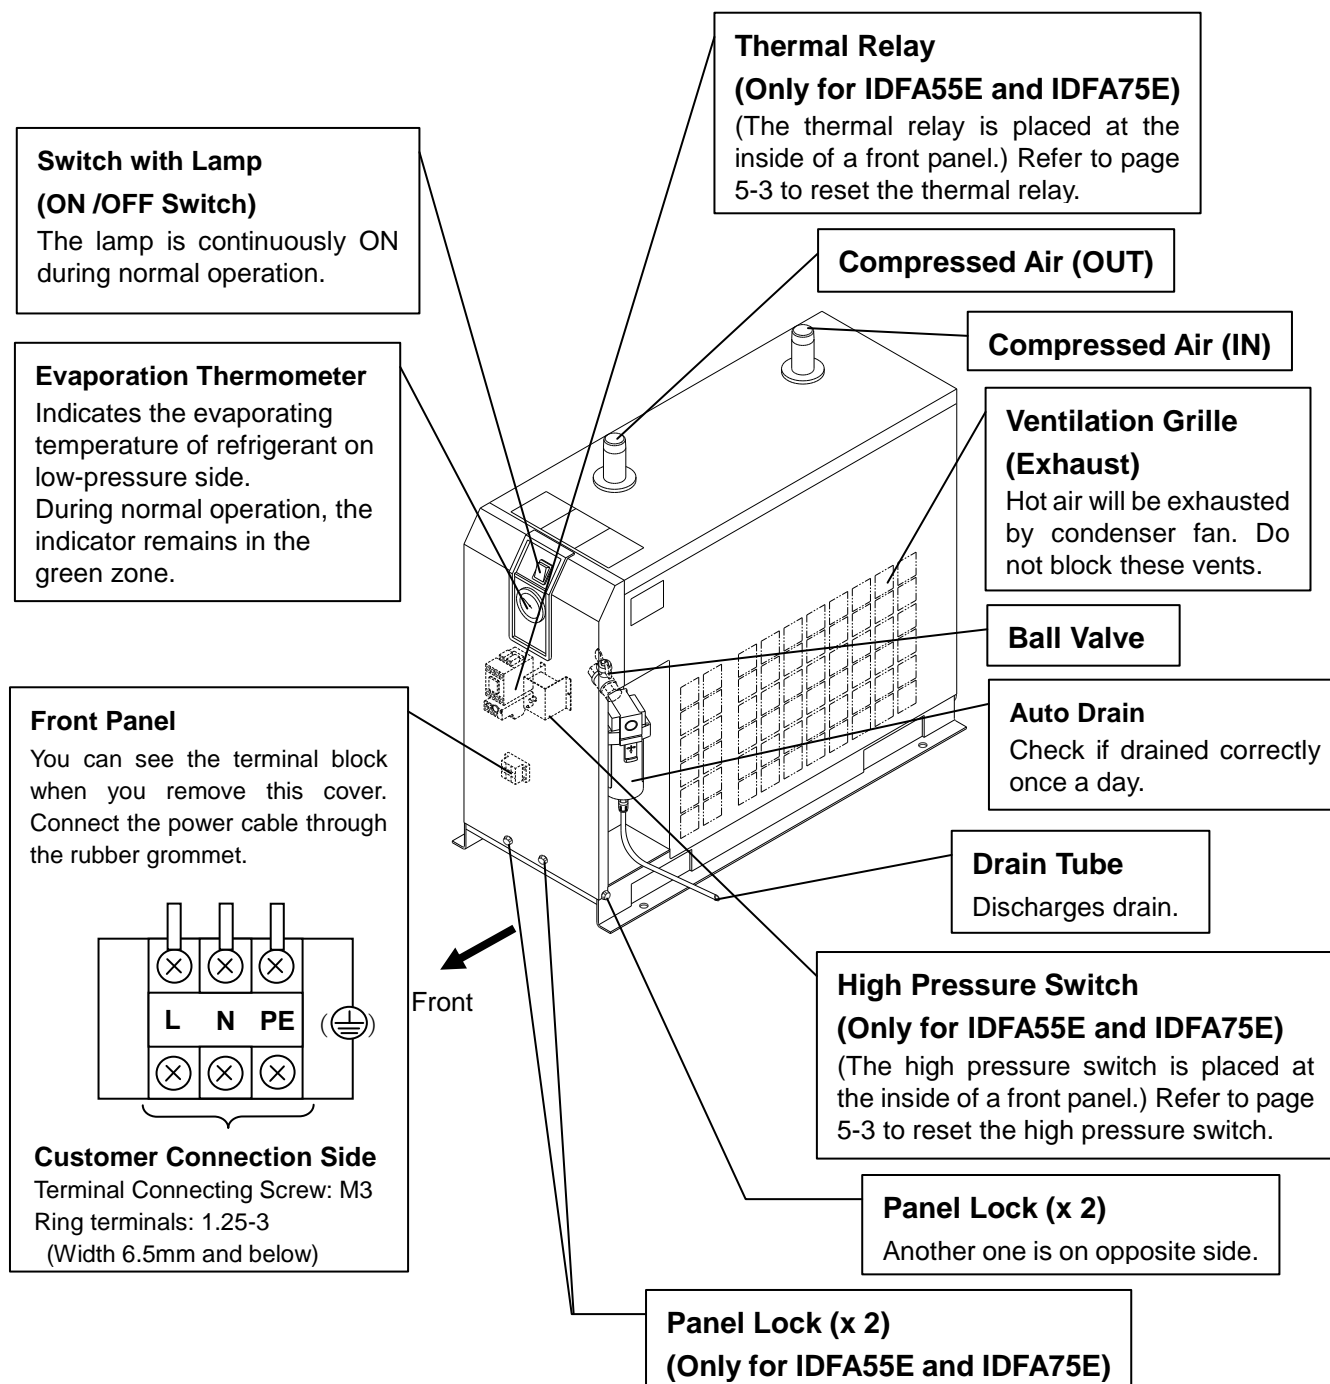 Thermal Relay
(Only for IDFA55E and IDFA75E)
(The thermal relay is placed at the
inside of a front panel.) Refer to page
5-3 to reset the thermal relay.
Switch with Lamp
(ON /OFF Switch)
The lamp is continuously ON
during normal operation.
Compressed Air (OUT)
Compressed Air (IN)
Evaporation Thermometer
Indicates the evaporating
temperature of refrigerant on
low-pressure side.
During normal operation, the
indicator remains in the
green zone.
Ventilation Grille
(Exhaust)
Hot air will be exhausted
by condenser fan. Do
not block these vents.
Ball Valve
Front Panel
You can see the terminal block
when you remove this cover.
Connect the power cable through
the rubber grommet.
L N PE ( )
Customer Connection Side
Terminal Connecting Screw: M3
Ring terminals: 1.25-3
(Width 6.5mm and below)
Auto Drain
Check if drained correctly
once a day.
Drain Tube
Discharges drain.
Front
High Pressure Switch
(Only for IDFA55E and IDFA75E)
(The high pressure switch is placed at
the inside of a front panel.) Refer to page
5-3 to reset the high pressure switch.
Panel Lock (x 2)
Another one is on opposite side.
Panel Lock (x 2)
(Only for IDFA55E and IDFA75E)